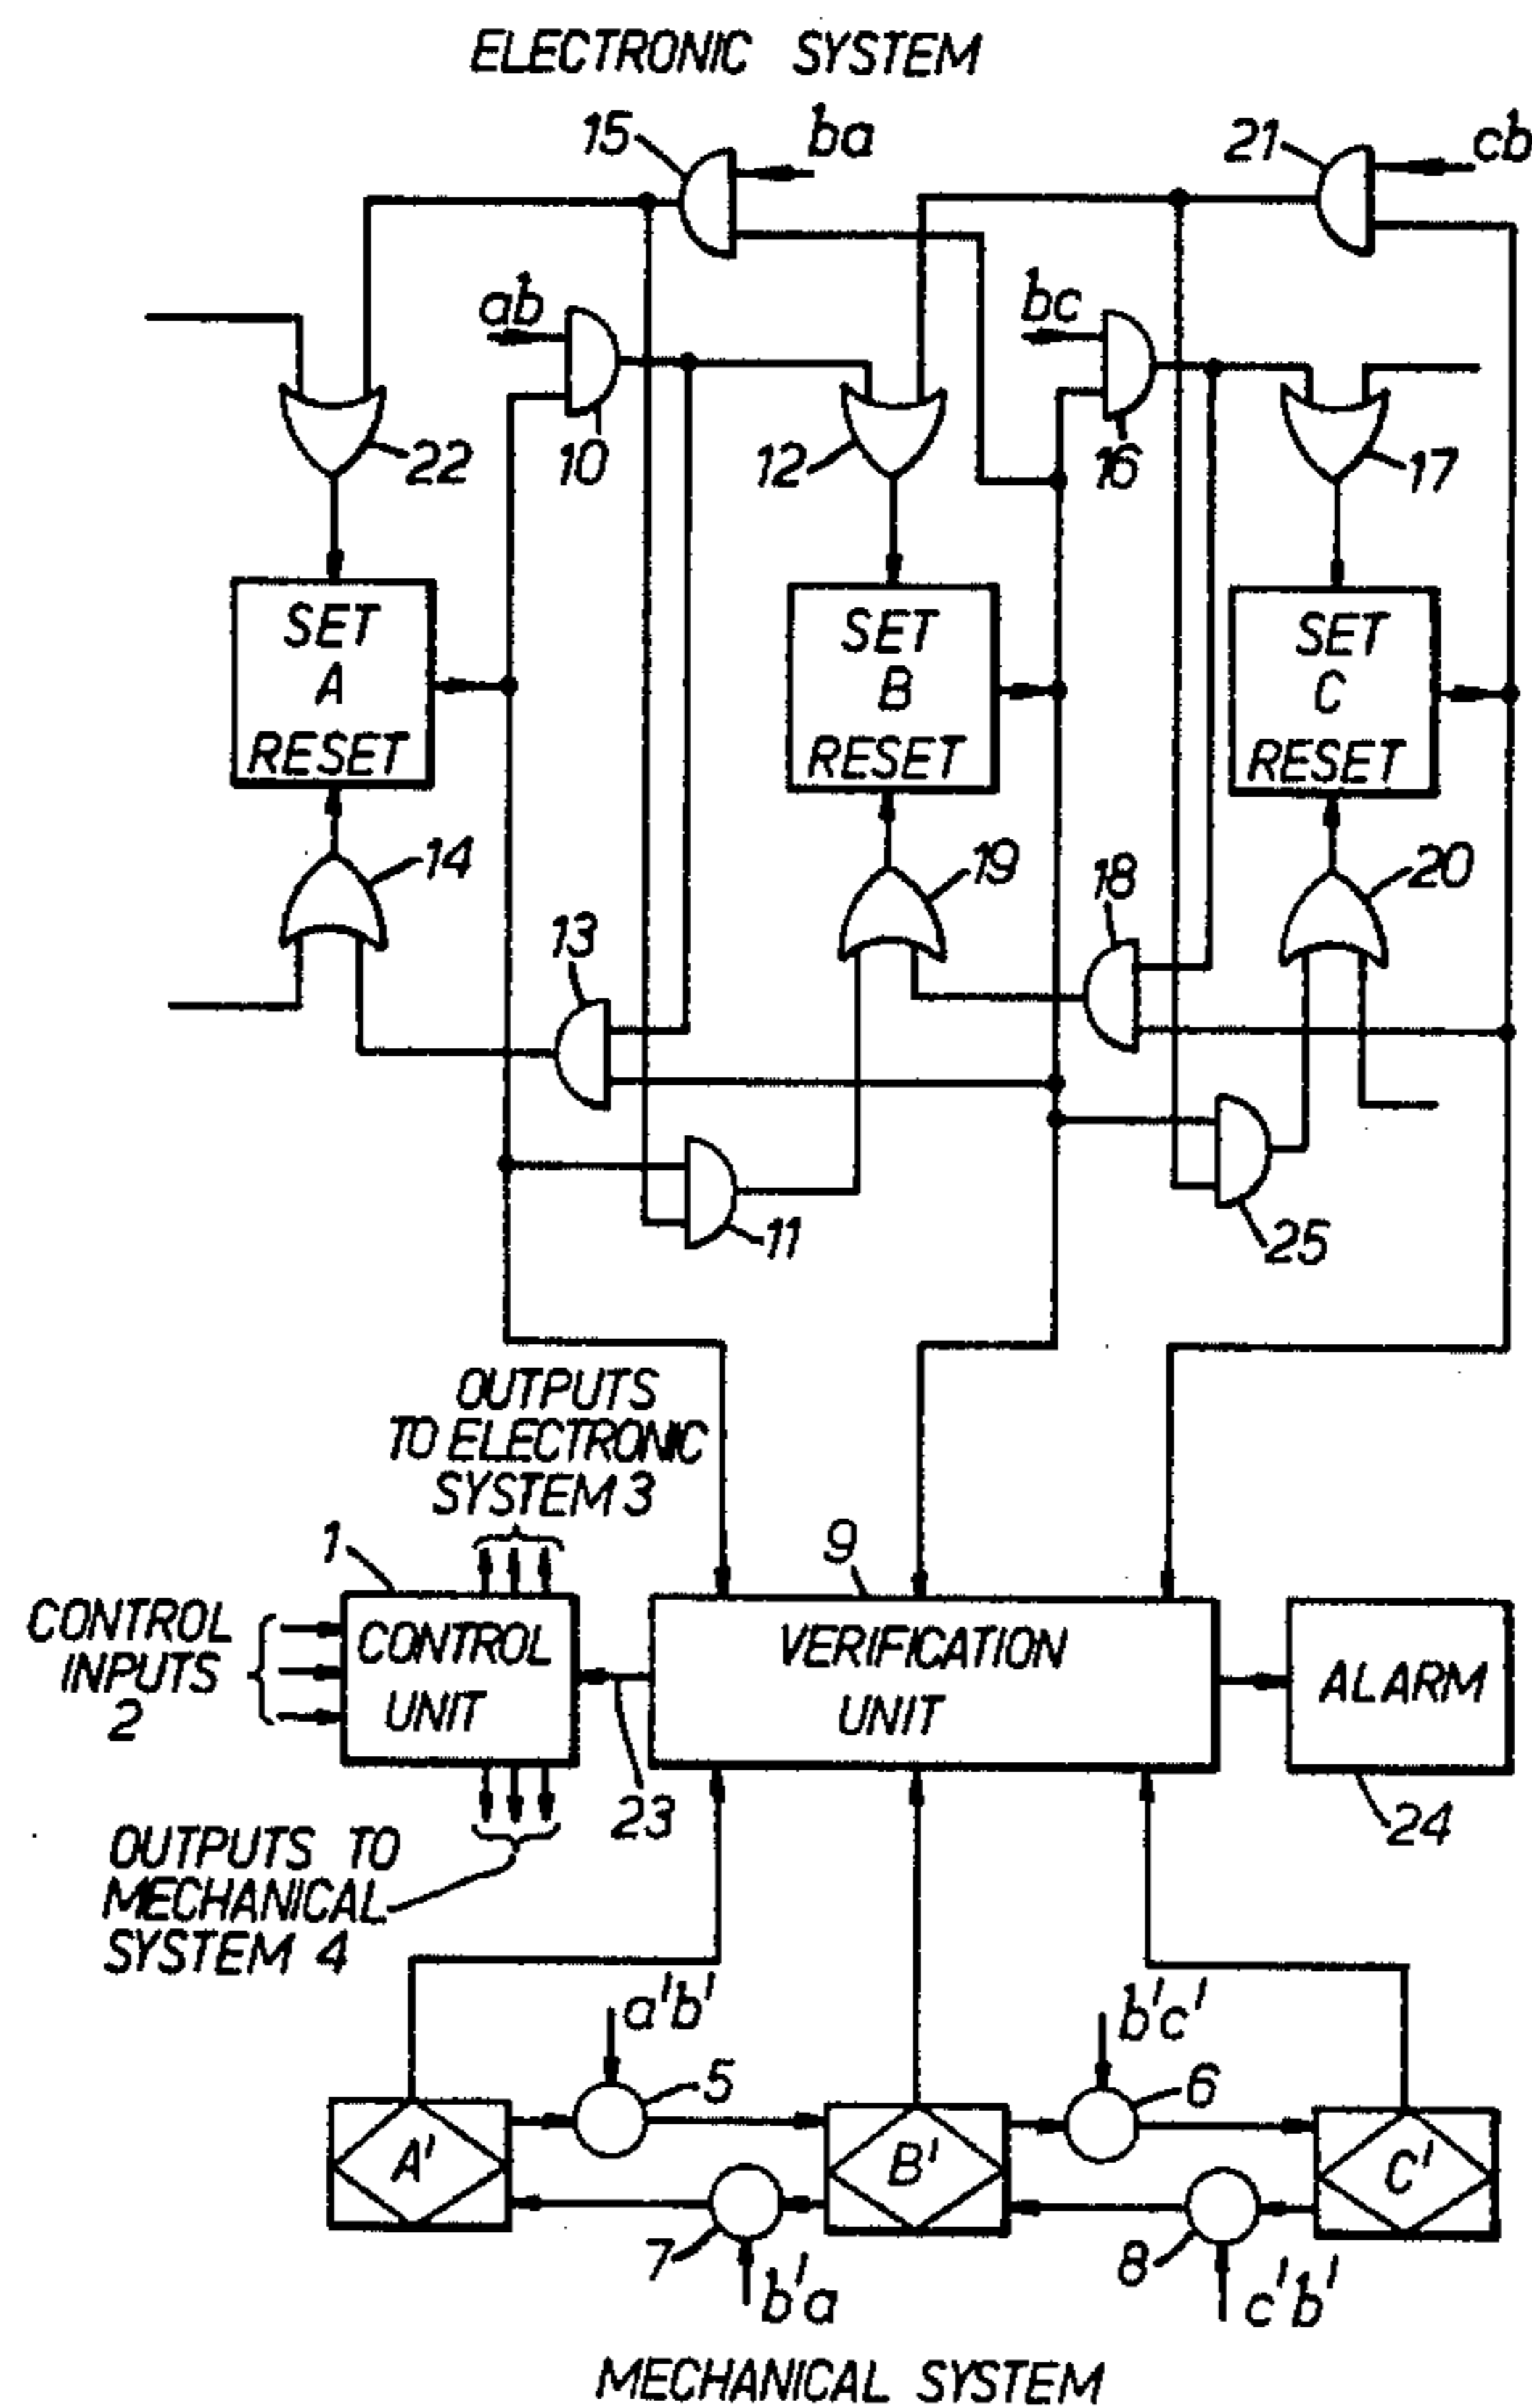 ELECTRONIC SYSTEM
15
ba
21
cb
ab
bc
22
10
12
16
17
SET
A
RESET
SET
B
RESET
SET
C
RESET
14
19
18
20
13
11
25
OUTPUTS
TO ELECTRONIC
SYSTEM 3
1
9
CONTROL
INPUTS
2
CONTROL
UNIT
VERIFICATION
UNIT
ALARM
23
24
OUTPUTS TO
MECHANICAL
SYSTEM 4
a'b'
b'c'
5
6
A'
B'
C'
7
8
b'a
c'b'
MECHANICAL SYSTEM